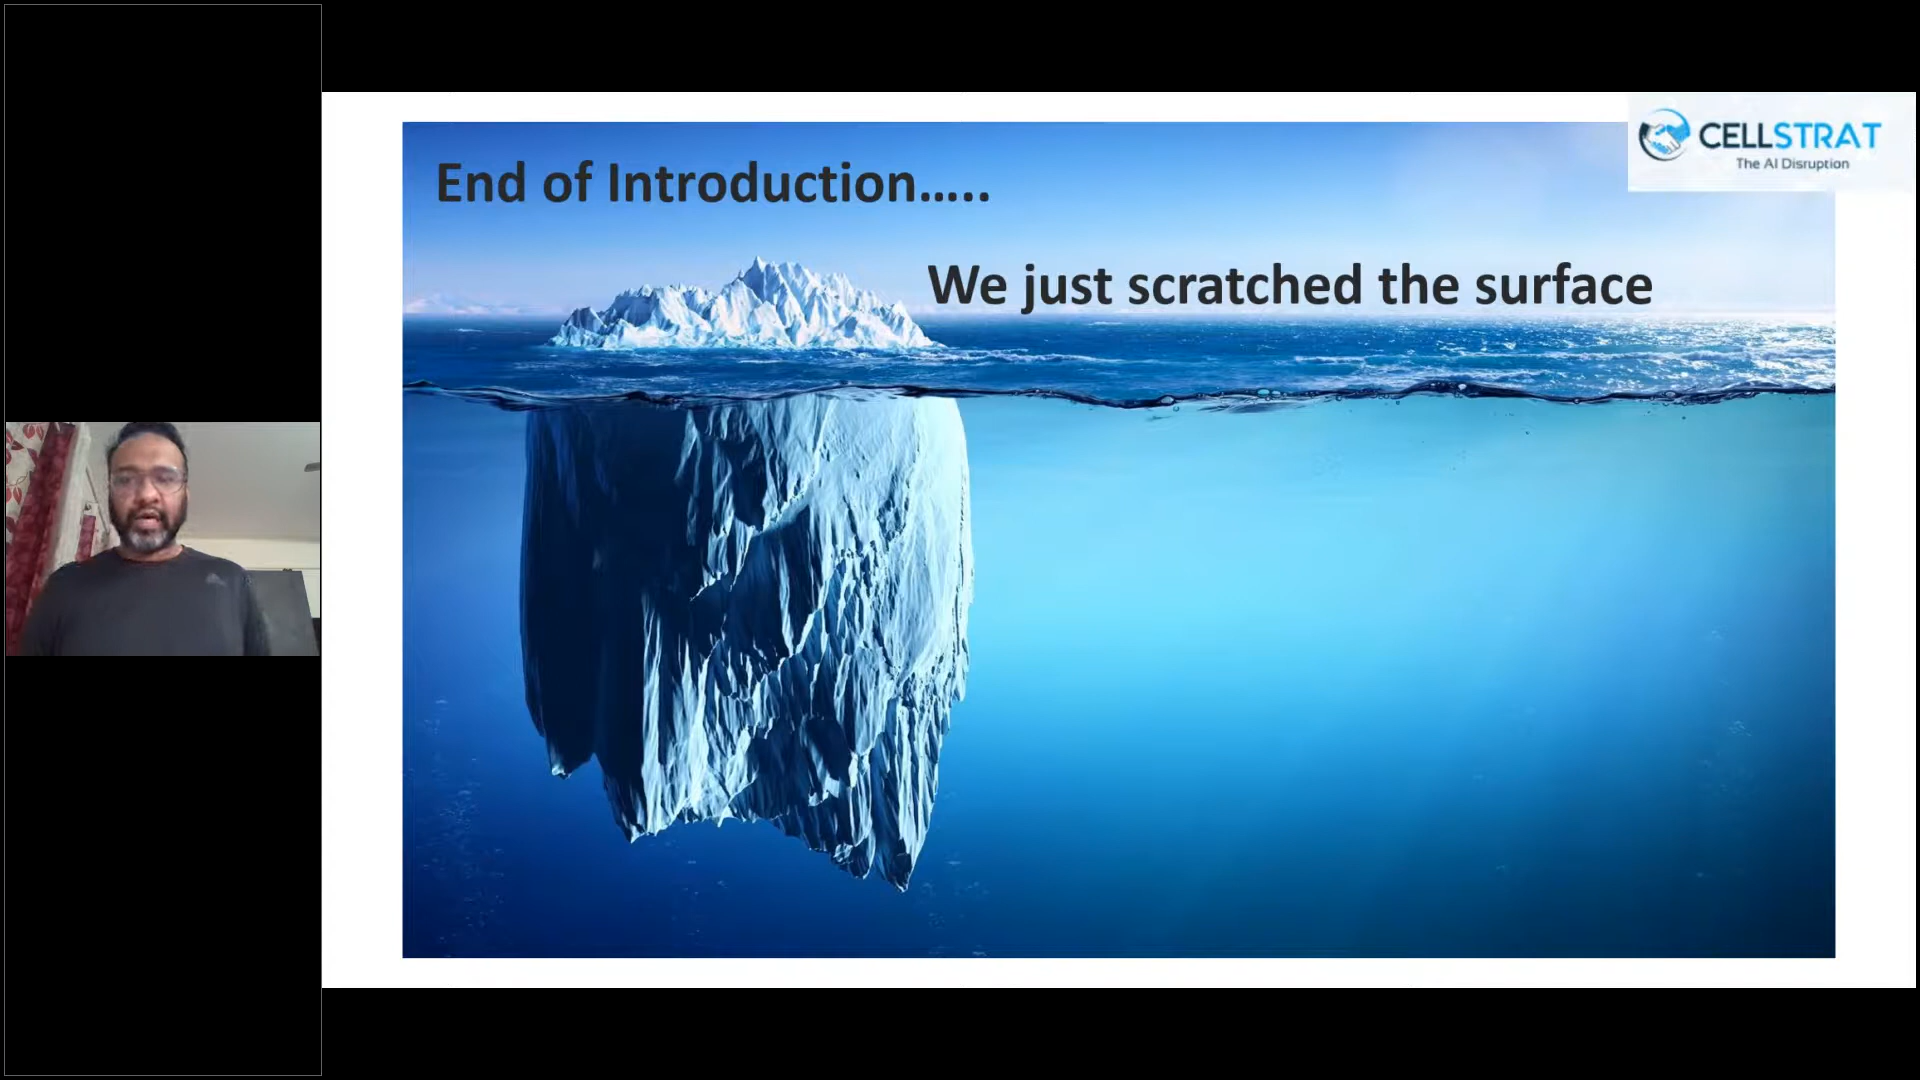 CELLSTRAT
The AI Disruption
End of Introduction.....
We just scratched the surface